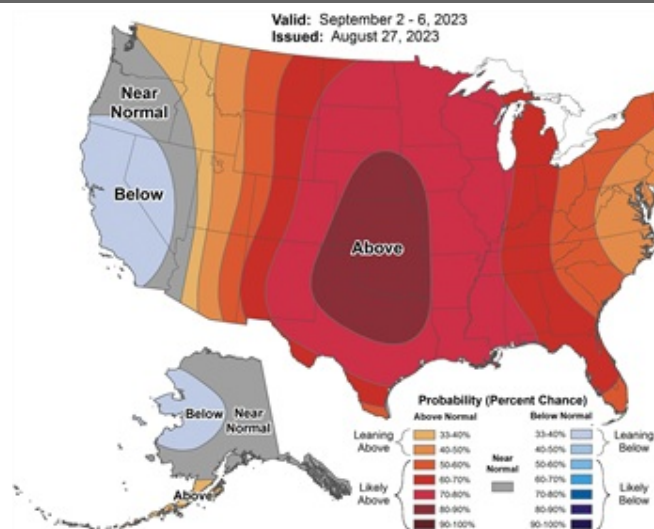 Valid: September 2 - 6, 2023
Issued: August 27, 2023
Near
Normal
Below
Above
Below
Near
Normal
Above
Probability (Percent Chance)
Above Normal
Below Normal
Leaning
Above
33-40%
40-50%
Likely
Above
50-60%
60-70%
70-80%
80-90%
90-100%
Near
Normal
33-40%
40-50%
Leaning
Below
50-60%
60-70%
70-80%
80-90%
90-100%
Likely
Below